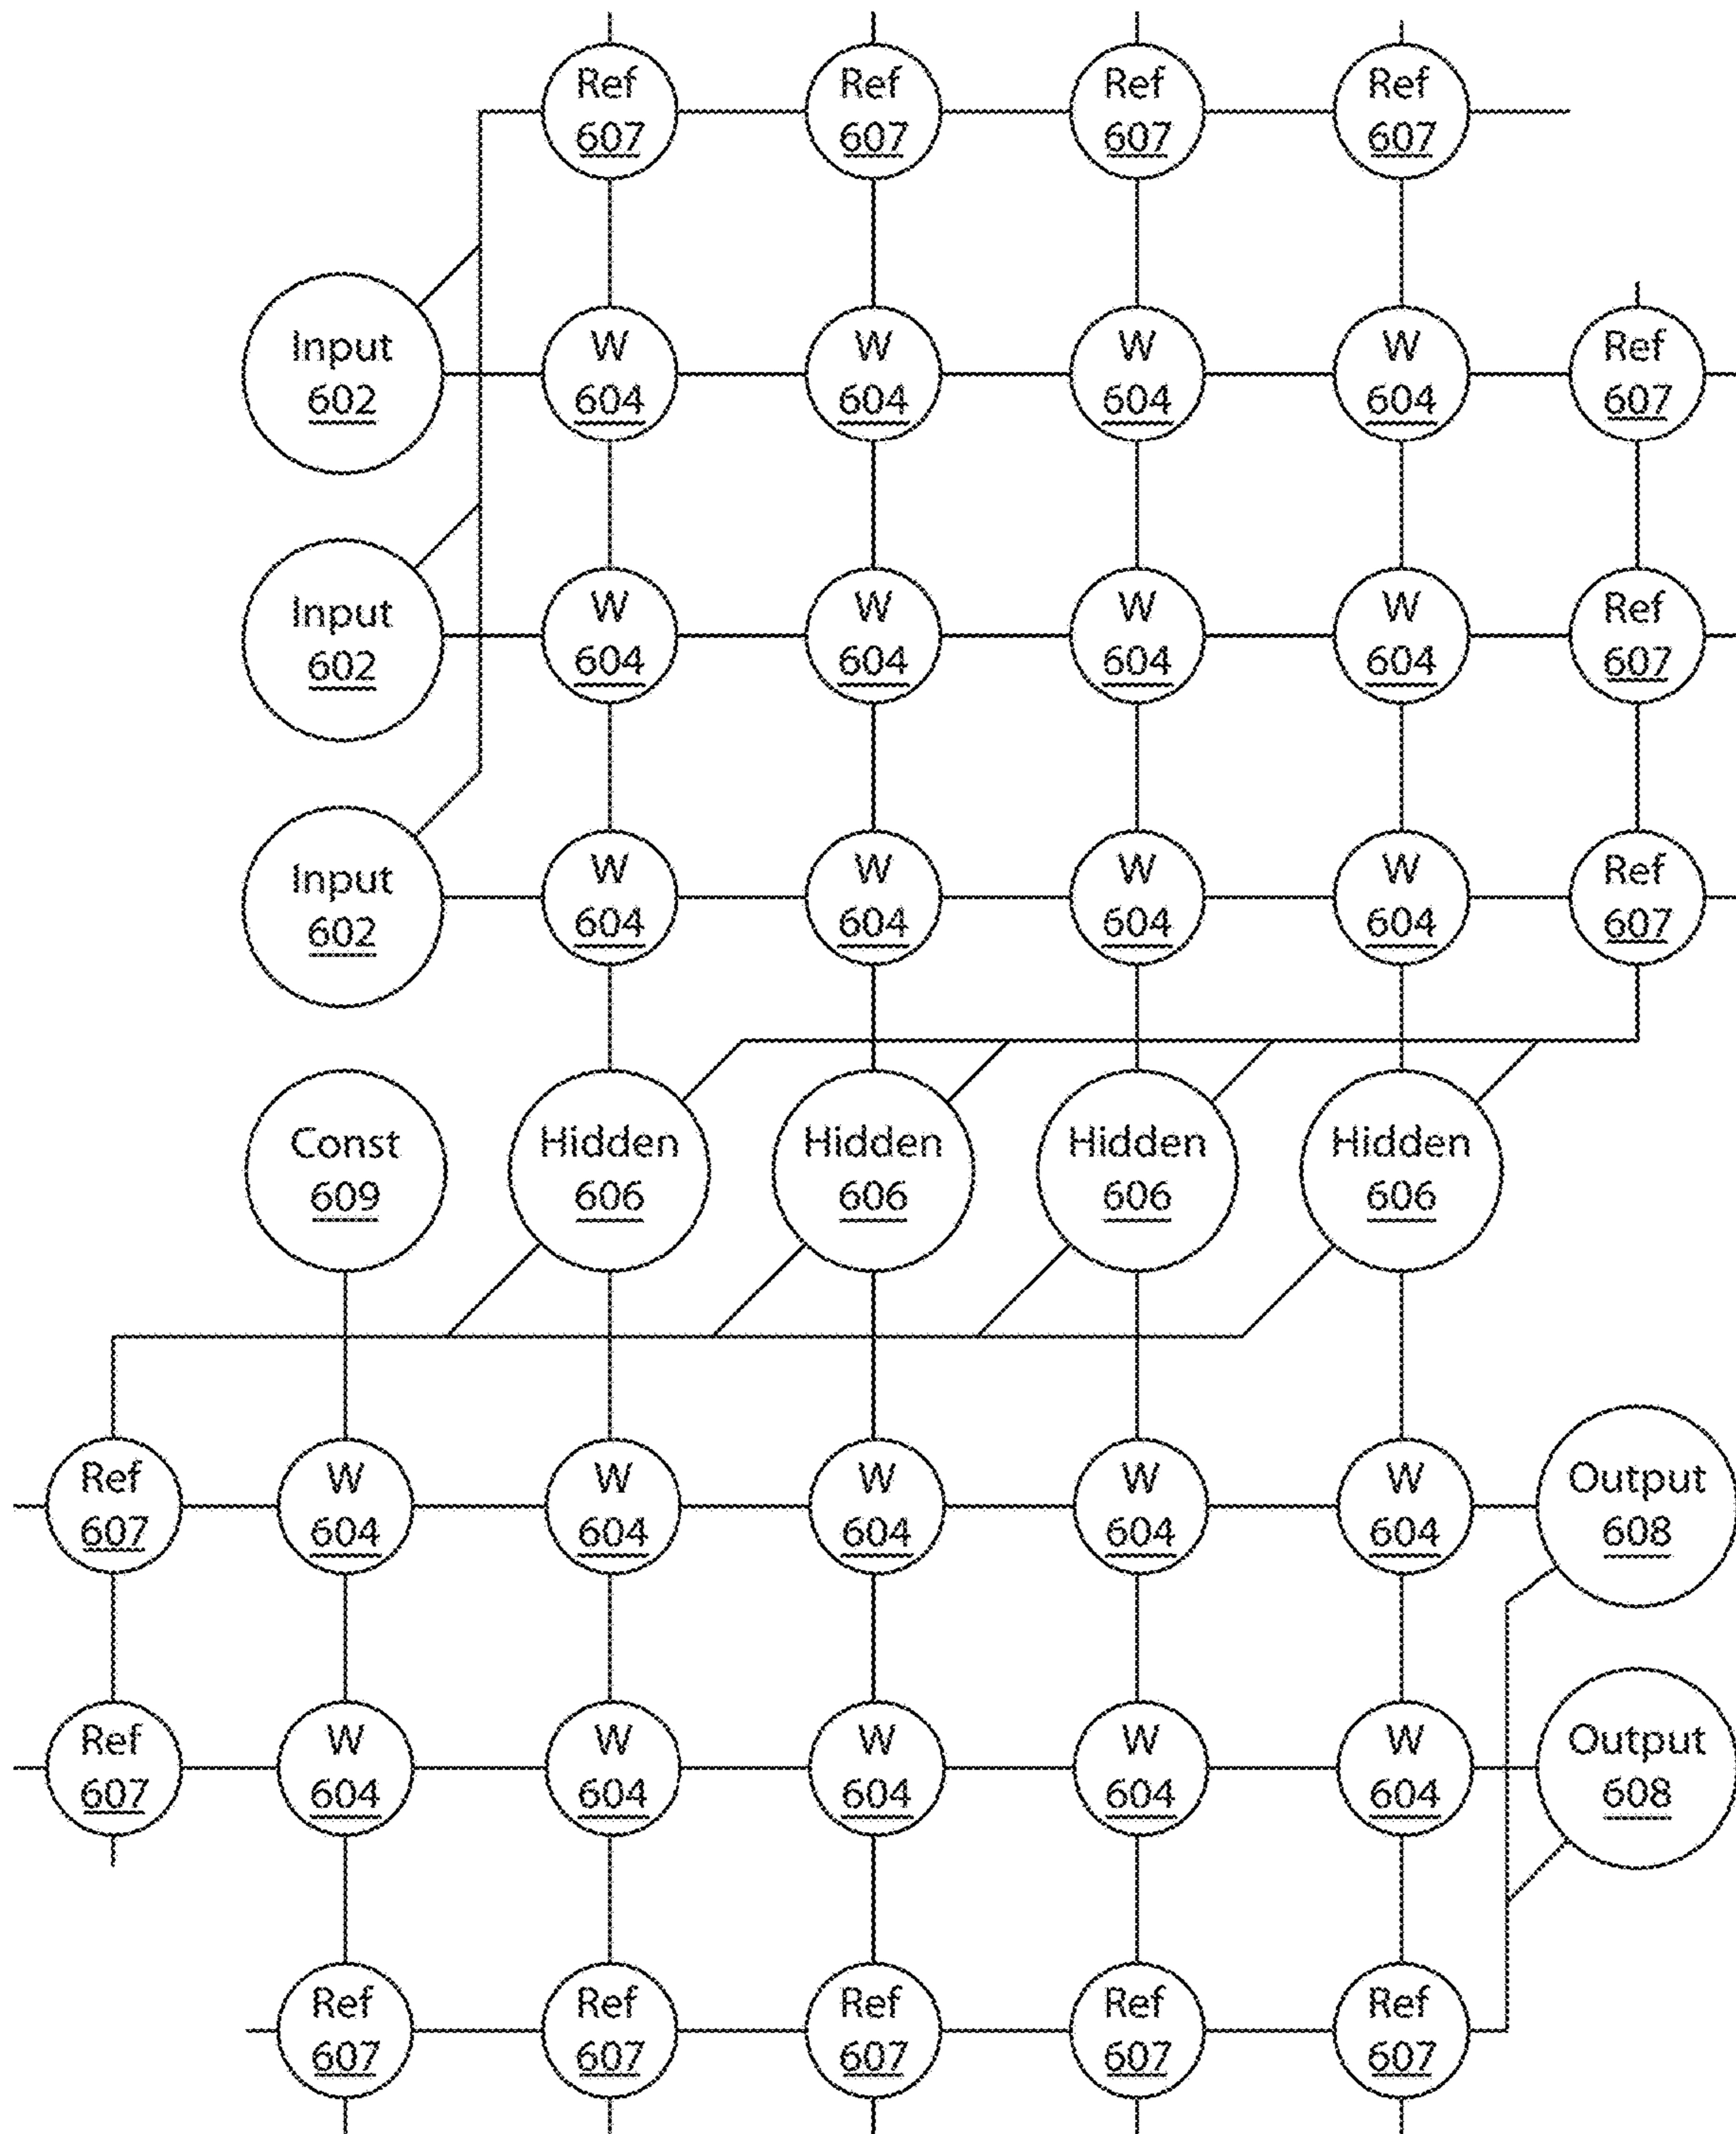 Ref Ref Ref Ref
607 607 607 607
Input W W W W Ref
602 604 604 604 604 607
Input W W W W Ref
602 604 604 604 604 607
Input W W W W Ref
602 604 604 604 604 607
Const Hidden Hidden Hidden Hidden
609 606 606 606 606
Ref W W W W W Output
607 604 604 604 604 604 608
Ref W W W W W Output
607 604 604 604 604 604 608
Ref Ref Ref Ref Ref
607 607 607 607 607